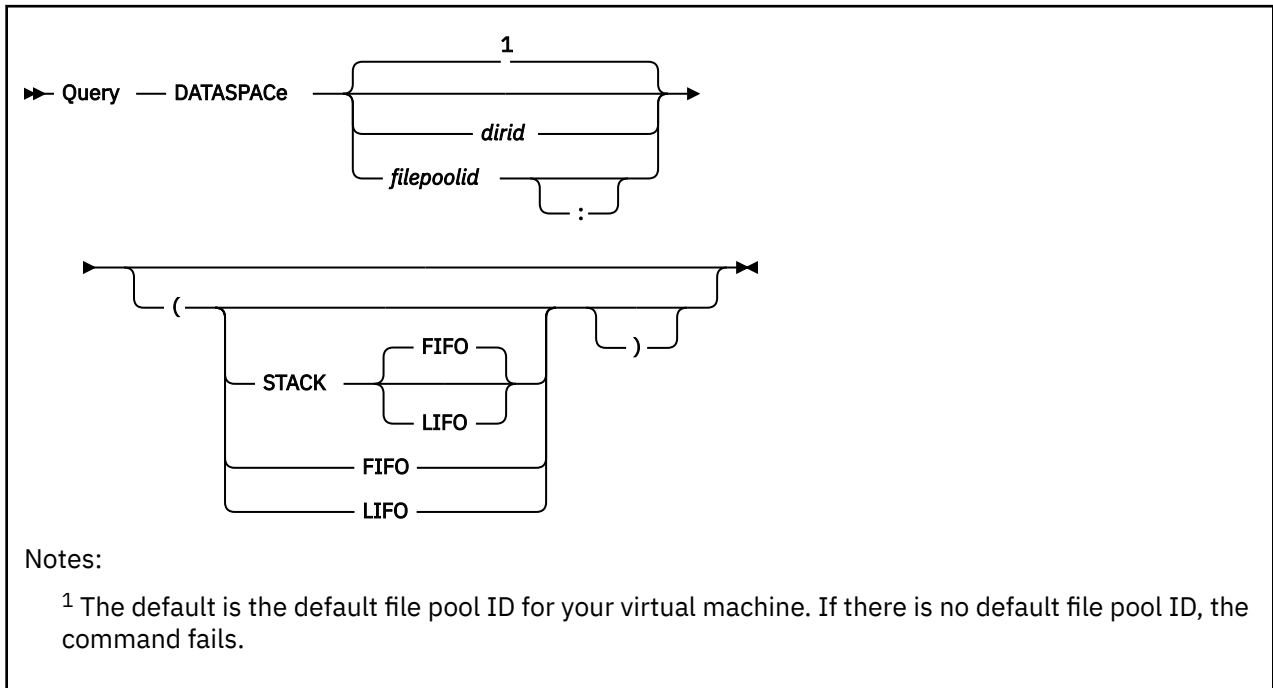 1
Query DATASPACe
dirid
filepoolid
:
(
FIFO
)
STACK
LIFO
FIFO
LIFO
Notes:
1 The default is the default file pool ID for your virtual machine. If there is no default file pool ID, the
command fails.